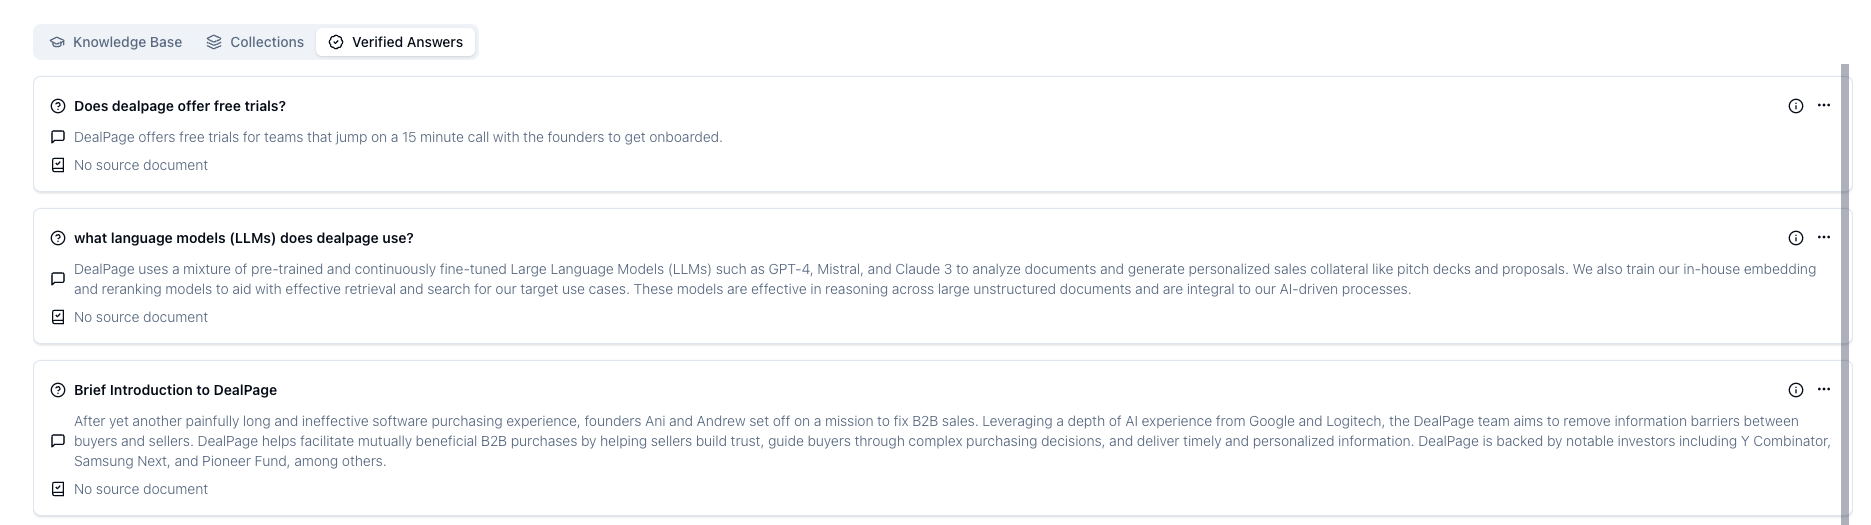 Knowledge Base
Collections
Verified Answers
Does dealpage offer free trials?
DealPage offers free trials for teams that jump on a 15 minute call with the founders to get onboarded.
No source document
what language models (LLMs) does dealpage use?
DealPage uses a mixture of pre-trained and continuously fine-tuned Large Language Models (LLMs) such as GPT-4, Mistral, and Claude 3 to analyze documents and generate personalized sales collateral like pitch decks and proposals. We also train our in-house embedding
and reranking models to aid with effective retrieval and search for our target use cases. These models are effective in reasoning across large unstructured documents and are integral to our AI-driven processes.
No source document
Brief Introduction to DealPage
After yet another painfully long and ineffective software purchasing experience, founders Ani and Andrew set off on a mission to fix B2B sales. Leveraging a depth of AI experience from Google and Logitech, the DealPage team aims to remove information barriers between
buyers and sellers. DealPage helps facilitate mutually beneficial B2B purchases by helping sellers build trust, guide buyers through complex purchasing decisions, and deliver timely and personalized information. DealPage is backed by notable investors including Y Combinator,
Samsung Next, and Pioneer Fund, among others.
No source document